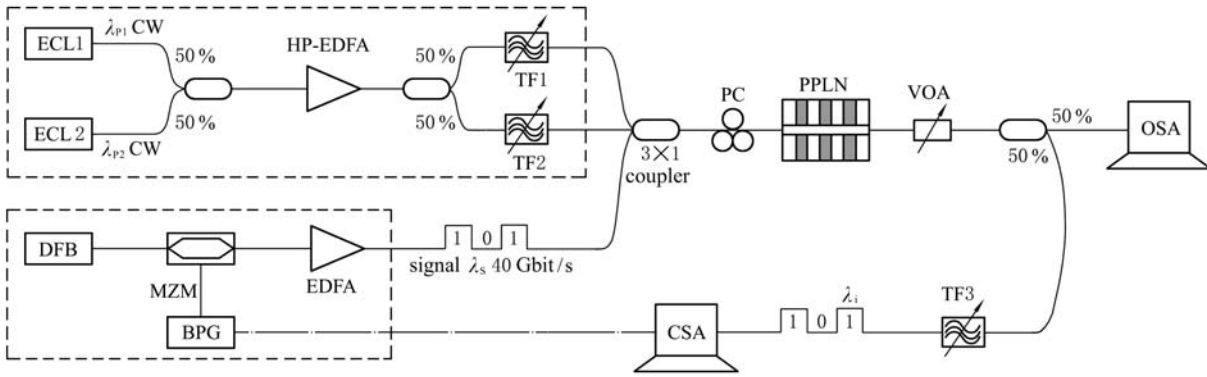 ECL1
λP1 CW
50 %
HP-EDFA
50 %
TF1
ECL 2
λP2 CW
50 %
50 %
TF2
3×1
coupler
PC
PPLN
VOA
50 %
50 %
OSA
DFB
MZM
BPG
EDFA
1 0 1
signal λs 40 Gbit/s
CSA
1 0 1
λi
TF3